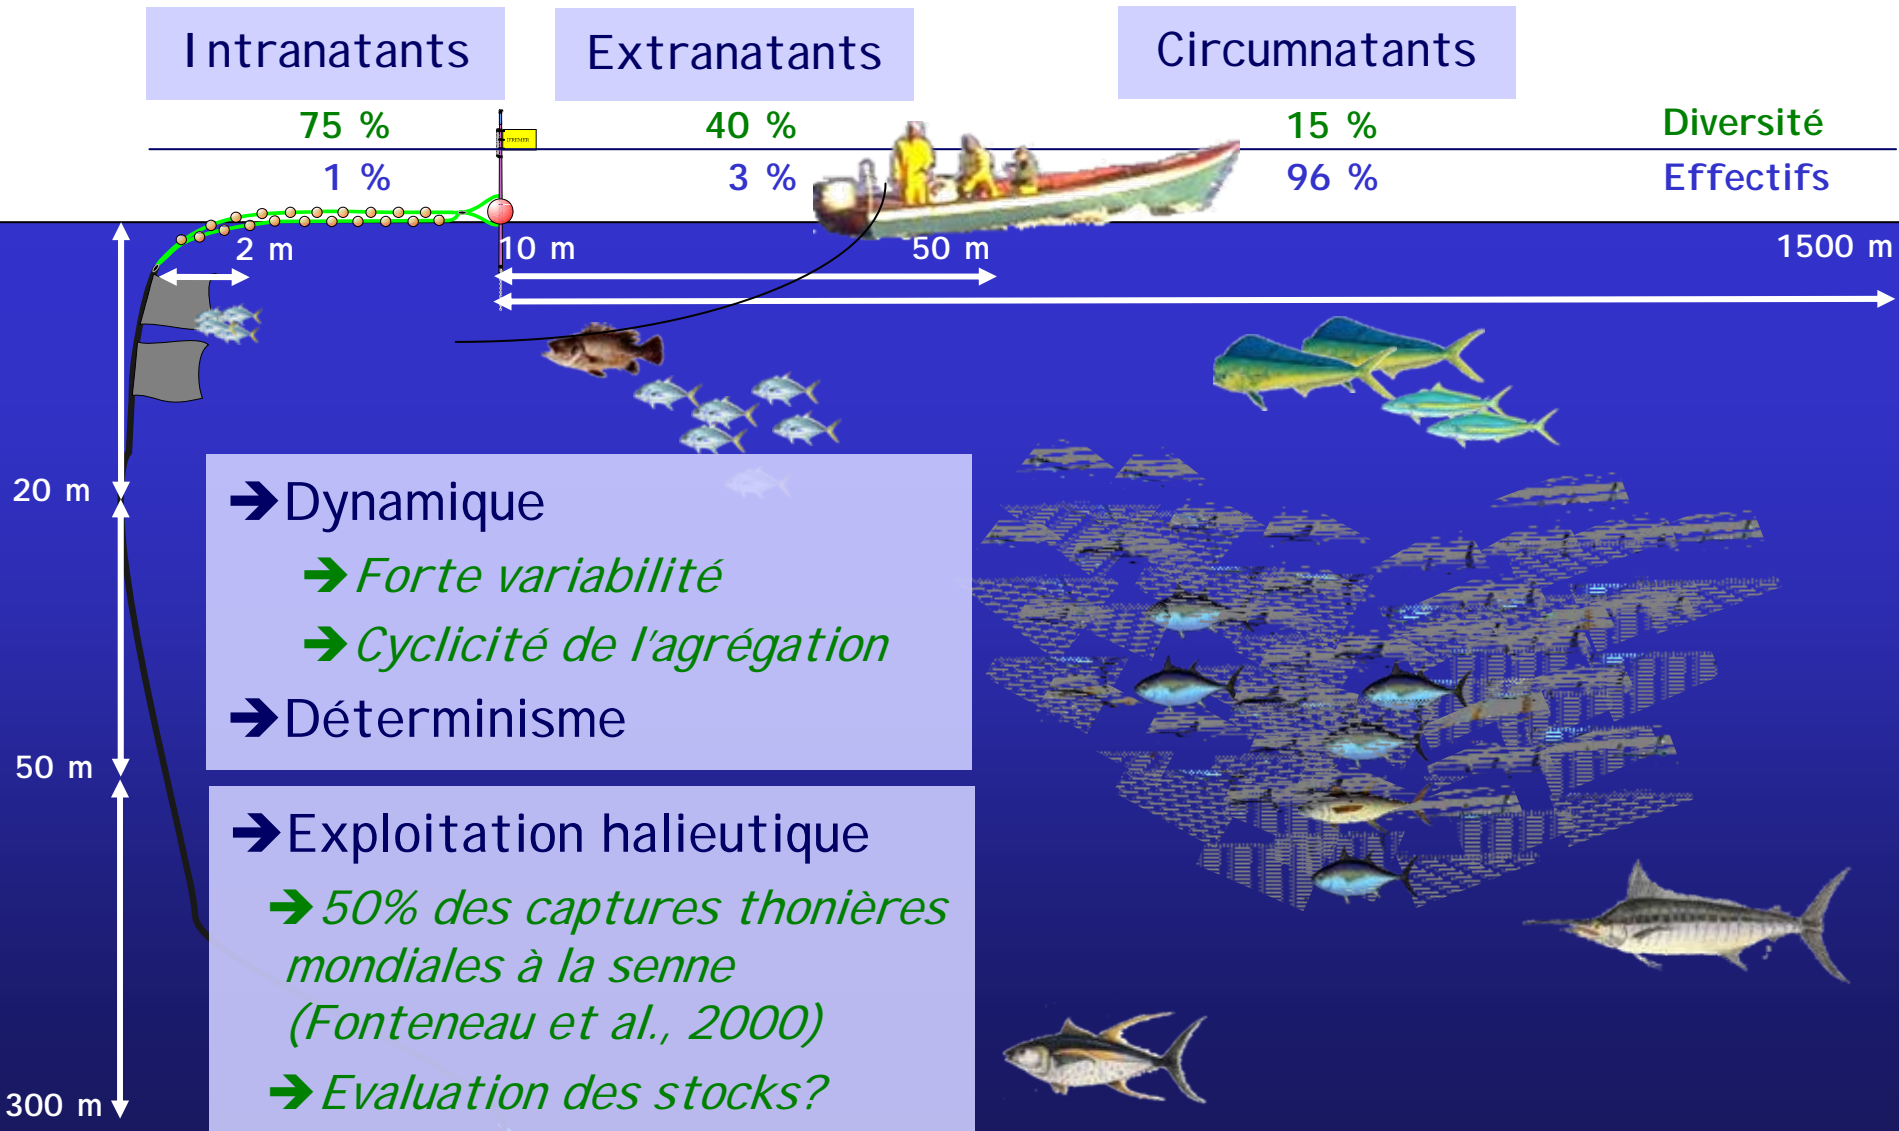 Intranatants Extranatants Circumnatants
75 % 40 % 15 % Diversité
IFREMER
1 % 3 % 96 % Effectifs
2 m 10 m 50 m 1500 m
20 m
➔Dynamique
➔Forte variabilité
➔Cyclicité de l'agrégation
➔Déterminisme
50 m
➔Exploitation halieutique
➔50% des captures thonières
mondiales à la senne
(Fonteneau et al., 2000)
➔Evaluation des stocks?
300 m